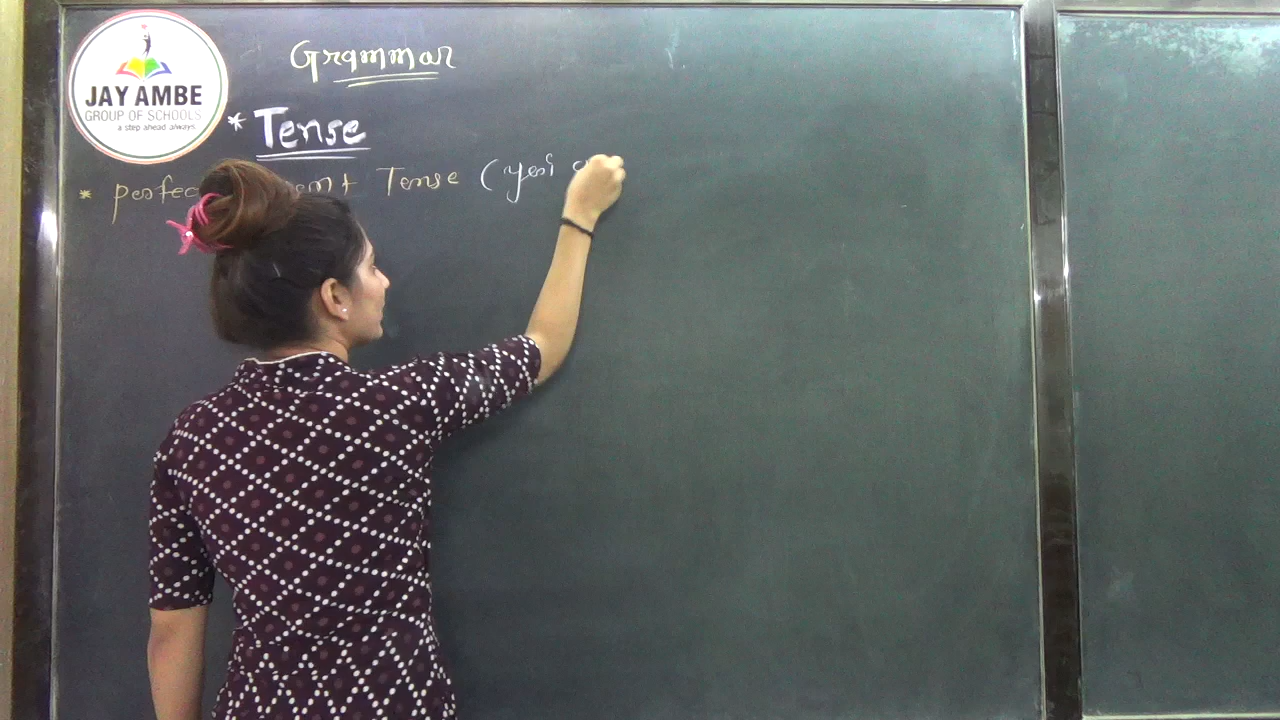 JAY AMBE
GROUP OF SCHOOLS
a step ahead always.
Grammar
* Tense
* Tense (